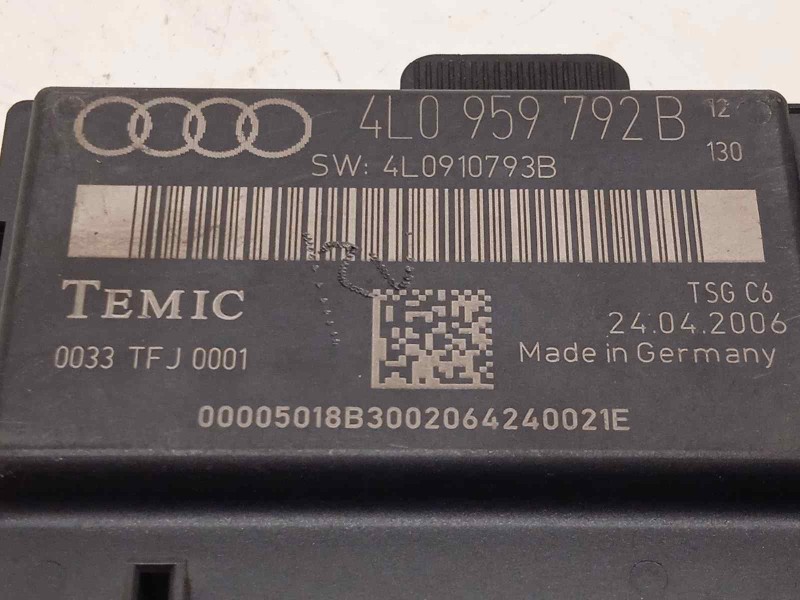 4L0 959 792 B 12
130
SW: 4L0910793B
TEMIC
TSG C6
24.04.2006
0033 TFJ 0001
Made in Germany
00005018B3002064240021E